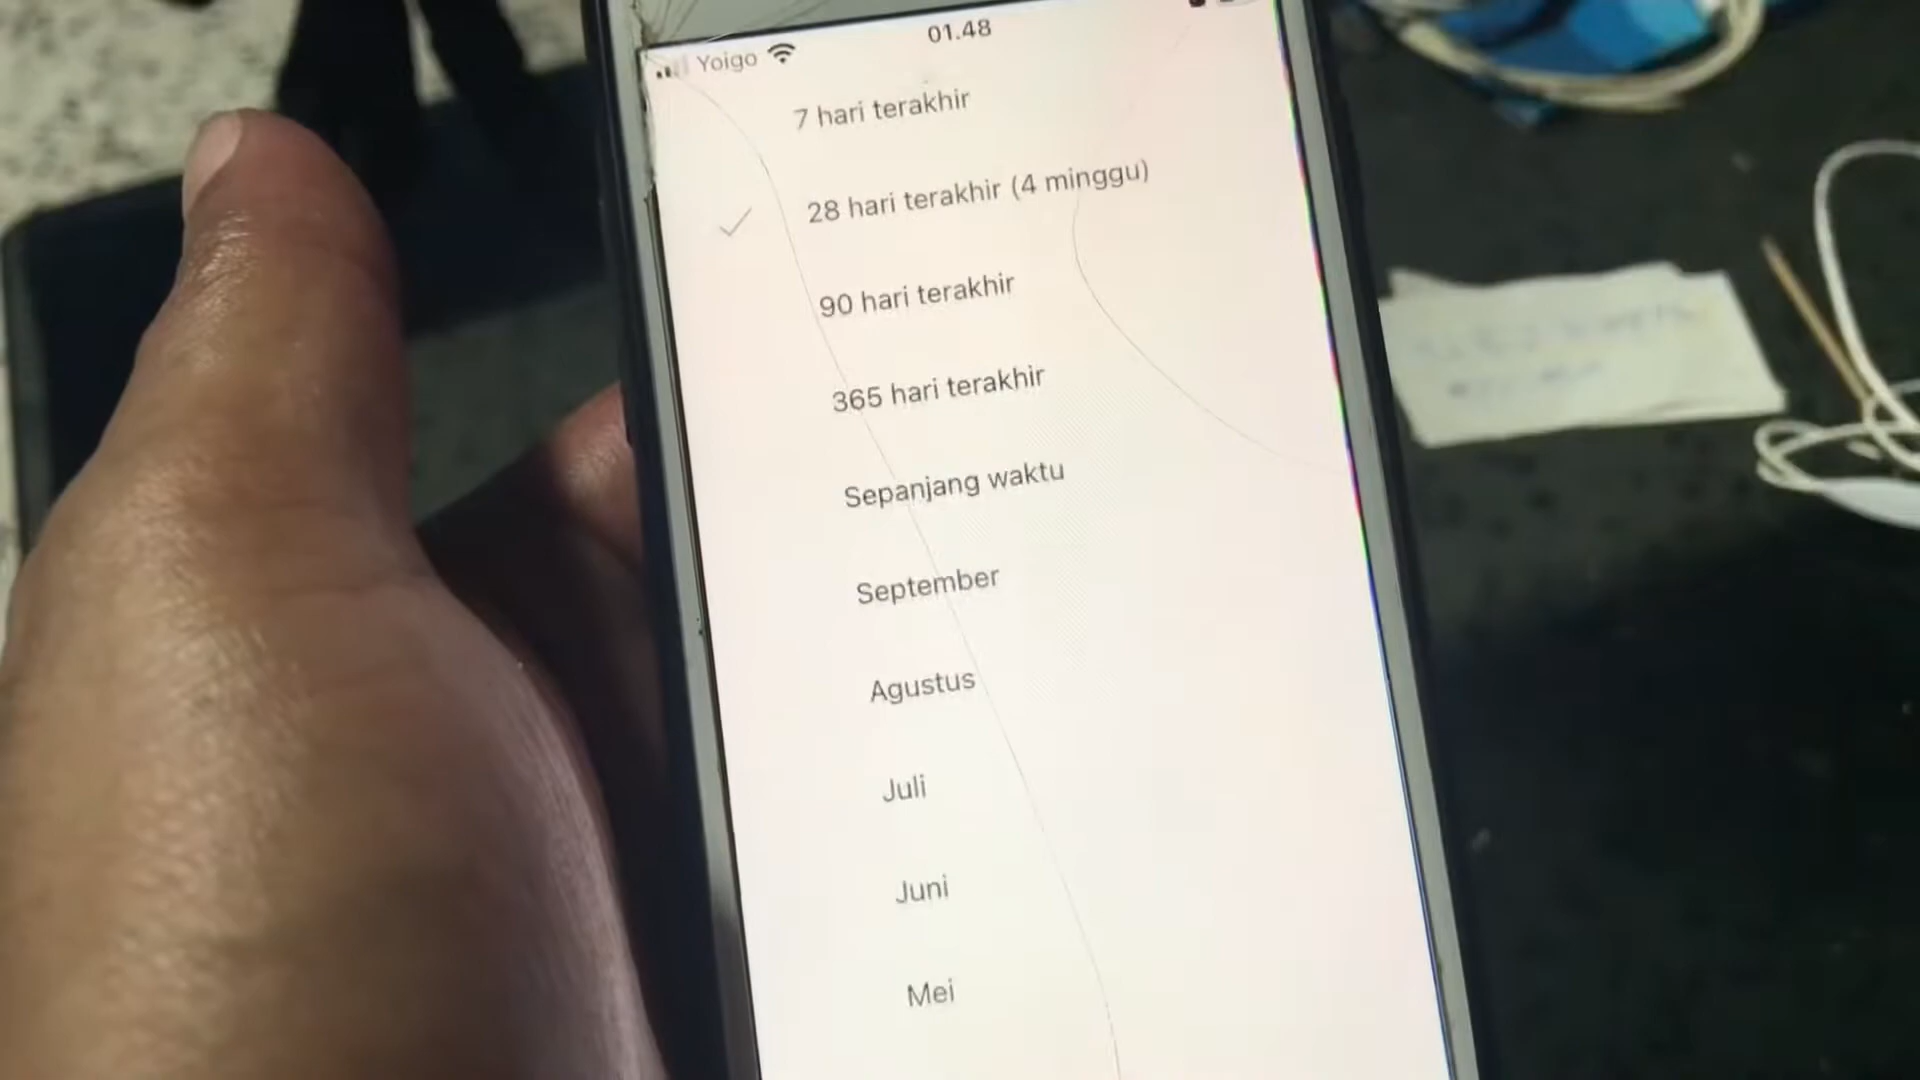 01.48
Yoigo
7 hari terakhir
28 hari terakhir (4 minggu)
90 hari terakhir
365 hari terakhir
Sepanjang waktu
September
Agustus
Juli
Juni
Mei